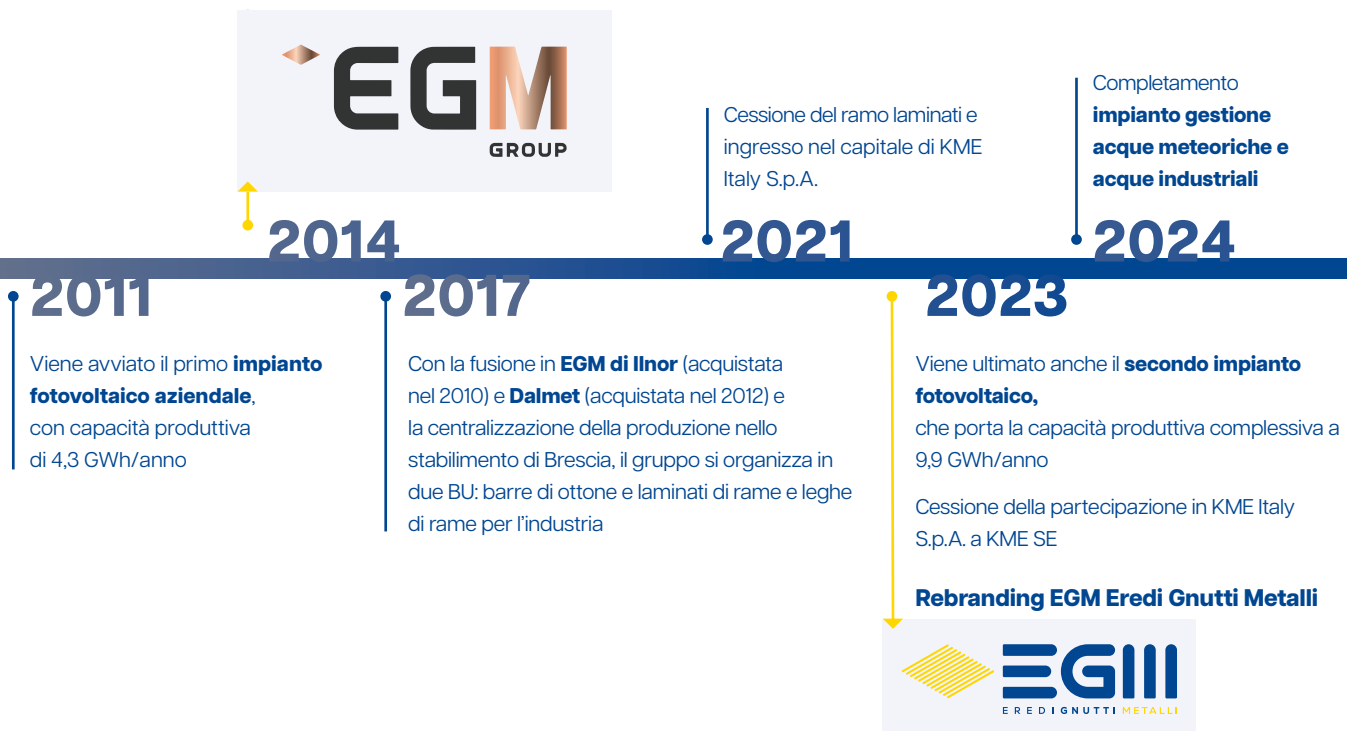 EGM
GROUP
2014
2011
Viene avviato il primo impianto
fotovoltaico aziendale,
con capacità produttiva
di 4,3 GWh/anno
2017
Con la fusione in EGM di Ilnor (acquistata
nel 2010) e Dalmet (acquistata nel 2012) e
la centralizzazione della produzione nello
stabilimento di Brescia, il gruppo si organizza in
due BU: barre di ottone e laminati di rame e leghe
di rame per l’industria
Cessione del ramo laminati e
ingresso nel capitale di KME
Italy S.p.A.
2021
2023
Viene ultimato anche il secondo impianto
fotovoltaico,
che porta la capacità produttiva complessiva a
9,9 GWh/anno
Cessione della partecipazione in KME Italy
S.p.A. a KME SE
Rebranding EGM Eredi Gnutti Metalli
EGM
EREDIGNUTTIMETALLI
Completamento
impianto gestione
acque meteoriche e
acque industriali
2024